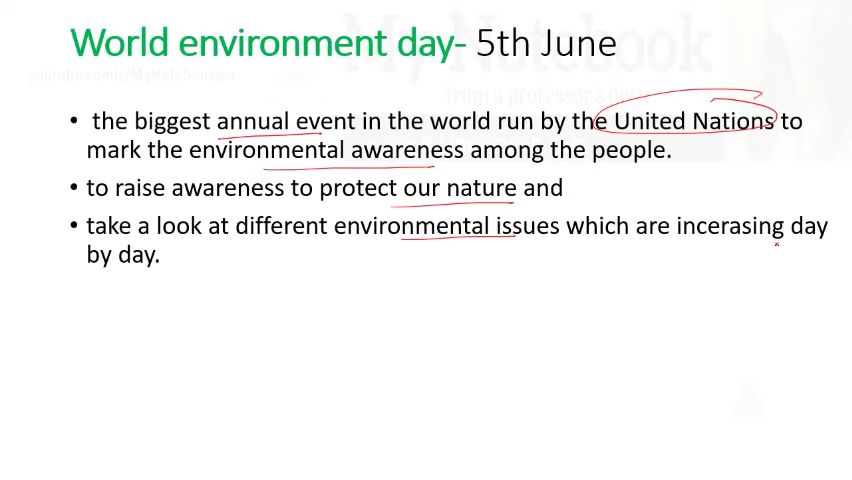 World environment day- 5th June
My Notebook
youtube.com/c/MyNotebookpsc
from a professor's desk
• the biggest annual event in the world run by the United Nations to
mark the environmental awareness among the people.
• to raise awareness to protect our nature and
• take a look at different environmental issues which are incerasing day
by day.